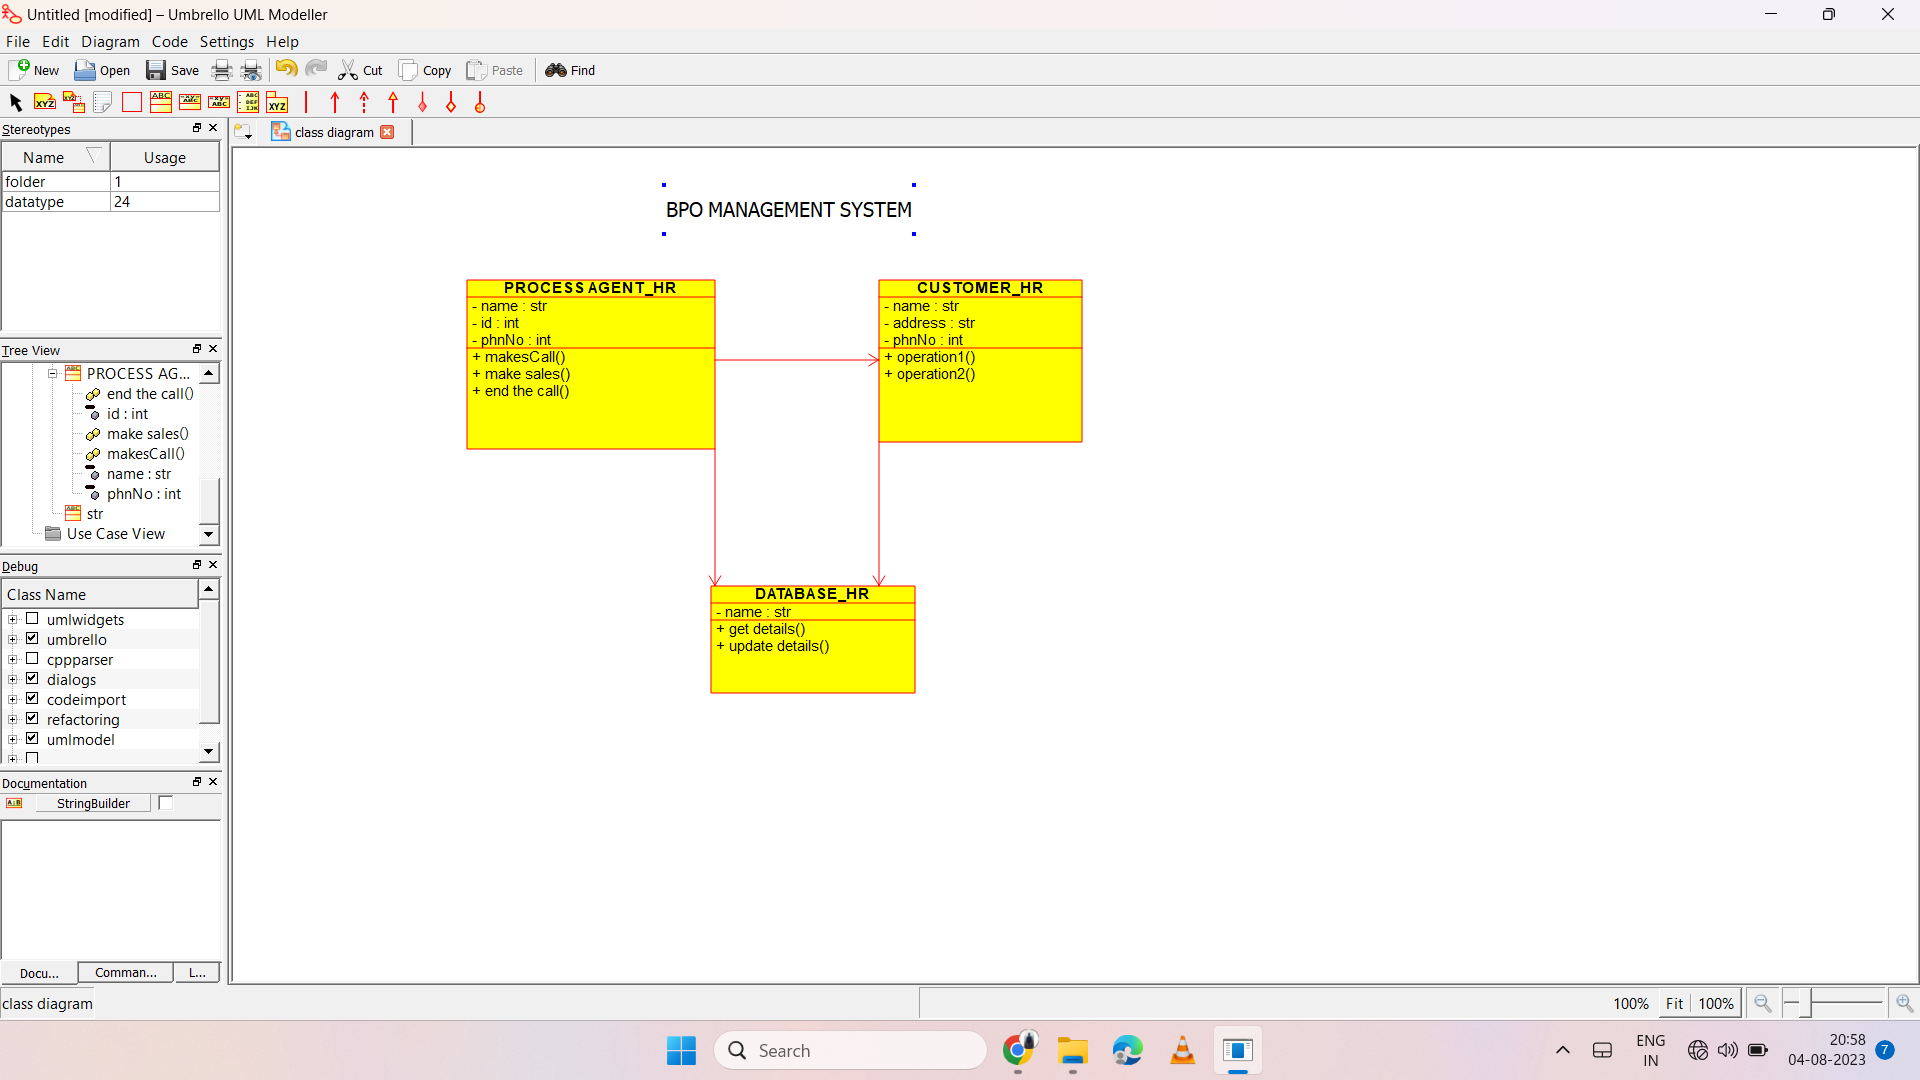 Untitled [modified] – Umbrello UML Modeller
File Edit Diagram Code Settings Help
New Open Save Cut Copy Paste Find
Stereotypes
class diagram
Name Usage
folder 1
datatype 24
BPO MANAGEMENT SYSTEM
PROCESS AGENT_HR
- name : str
- id : int
- phnNo : int
+ makesCall()
+ make sales()
+ end the call()
CUSTOMER_HR
- name : str
- address : str
- phnNo : int
+ operation1()
+ operation2()
DATABASE_HR
- name : str
+ get details()
+ update details()
Tree View
PROCESS AG...
end the call()
id : int
make sales()
makesCall()
name : str
phnNo : int
str
Use Case View
Debug
Class Name
umlwidgets
umbrello
cppparser
dialogs
codeimport
refactoring
umlmodel
Documentation
StringBuilder
Docu... Comman... L...
class diagram
100% Fit 100%
Search
ENG
IN
20:58
04-08-2023
7